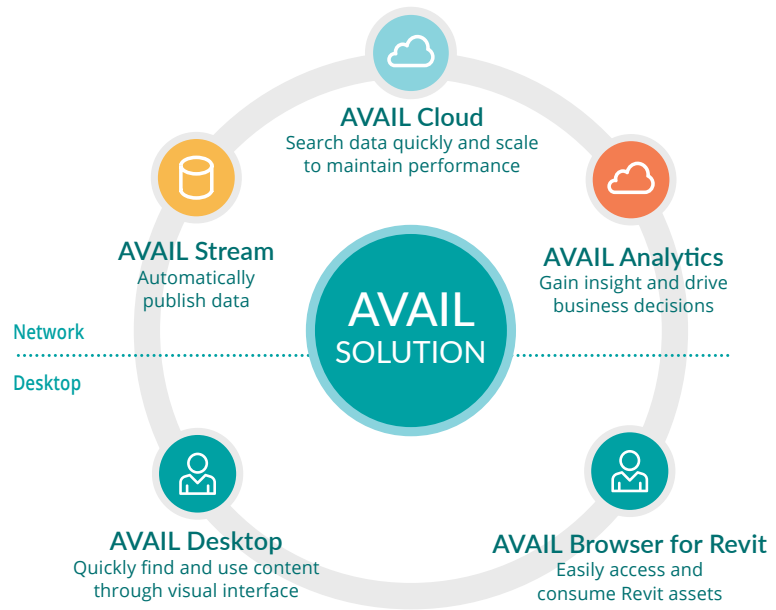 AVAIL Cloud
Search data quickly and scale
to maintain performance
AVAIL Stream
Automatically
publish data
AVAIL Analytics
Gain insight and drive
business decisions
AVAIL
SOLUTION
Network
Desktop
AVAIL Desktop
Quickly find and use content
through visual interface
AVAIL Browser for Revit
Easily access and
consume Revit assets